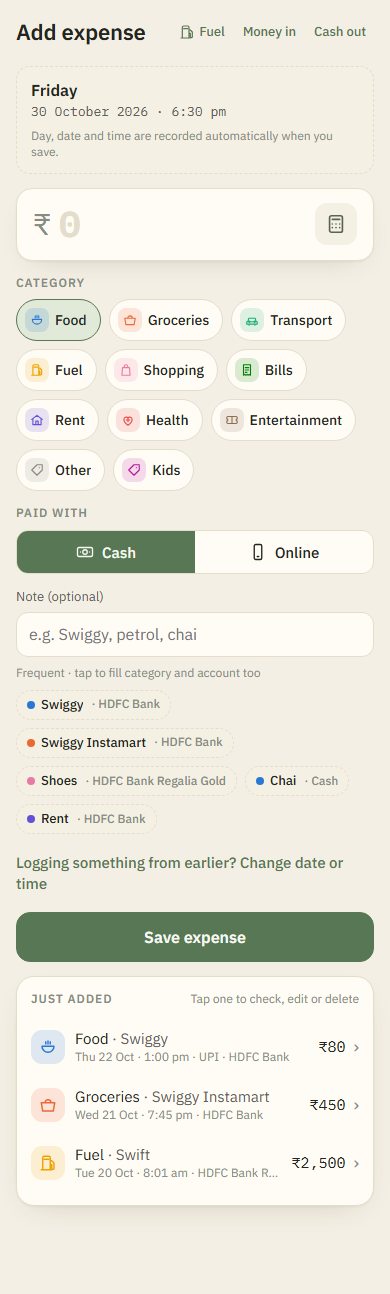 Add expense Fuel Money in Cash out
Friday
30 October 2026 · 6:30 pm
Day, date and time are recorded automatically when you
save.
₹ 0
CATEGORY
Food Groceries Transport
Fuel Shopping Bills
Rent Health Entertainment
Other Kids
PAID WITH
Cash Online
Note (optional)
e.g. Swiggy, petrol, chai
Frequent · tap to fill category and account too
Swiggy · HDFC Bank
Swiggy Instamart · HDFC Bank
Shoes · HDFC Bank Regalia Gold Chai · Cash
Rent · HDFC Bank
Logging something from earlier? Change date or
time
Save expense
JUST ADDED Tap one to check, edit or delete
Food · Swiggy ₹80 ›
Thu 22 Oct · 1:00 pm · UPI · HDFC Bank
Groceries · Swiggy Instamart ₹450 ›
Wed 21 Oct · 7:45 pm · HDFC Bank
Fuel · Swift ₹2,500 ›
Tue 20 Oct · 8:01 am · HDFC Bank R...